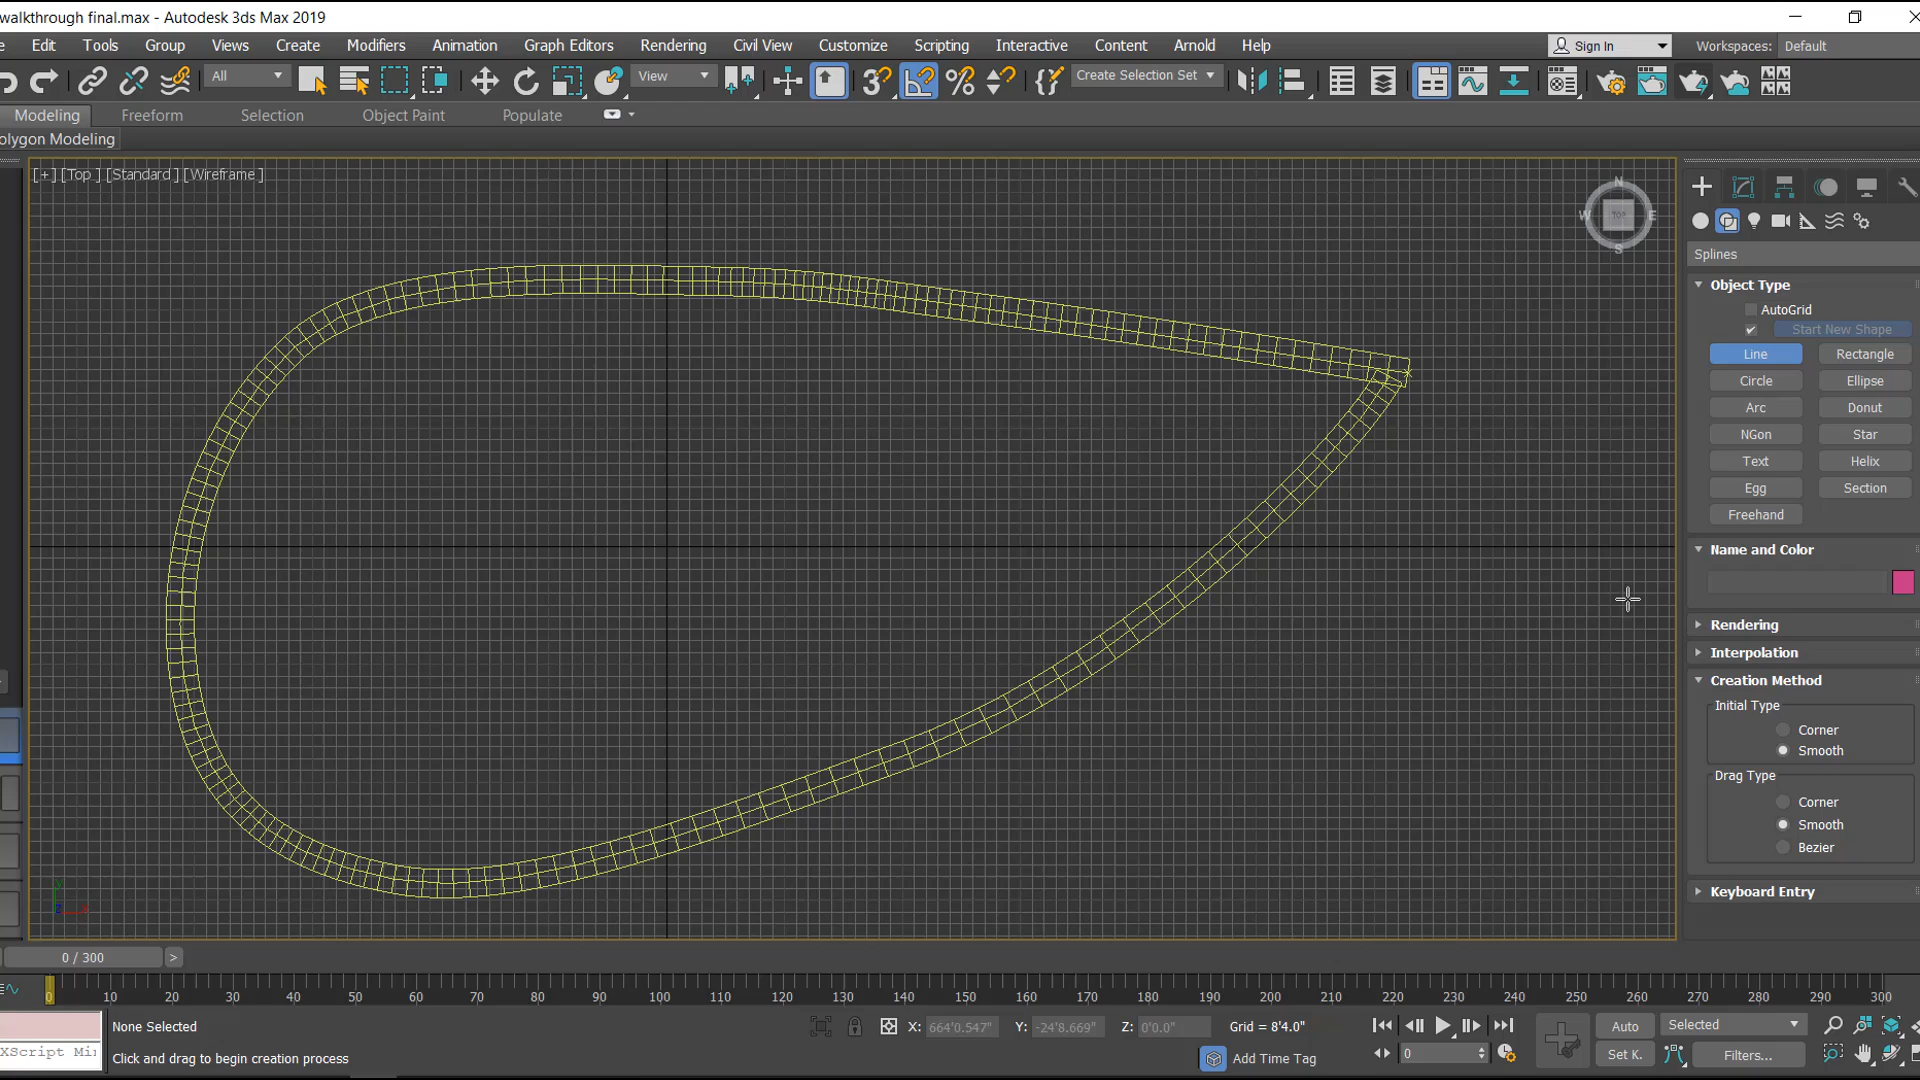 walkthrough final.max - Autodesk 3ds Max 2019
e Edit Tools Group Views Create Modifiers Animation Graph Editors Rendering Civil View Customize Scripting Interactive Content Arnold Help Sign In Workspaces: Default
All View Create Selection Set
Modeling Freeform Selection Object Paint Populate
olygon Modeling
[+] [Top ] [Standard ] [Wireframe ]
N
W TOP E
S
Splines
Object Type
AutoGrid
Start New Shape
Line Rectangle
Circle Ellipse
Arc Donut
NGon Star
Text Helix
Egg Section
Freehand
Name and Color
Rendering
Interpolation
Creation Method
Initial Type
Corner
Smooth
Drag Type
Corner
Smooth
Bezier
Keyboard Entry
y
z x
0 / 300 >
0 10 20 30 40 50 60 70 80 90 100 110 120 130 140 150 160 170 180 190 200 210 220 230 240 250 260 270 280 290 300
None Selected X: 664'0.547" Y: -24'8.669" Z: 0'0.0" Grid = 8'4.0" Auto Selected
XScript Mi Click and drag to begin creation process Add Time Tag 0 Set K. Filters...